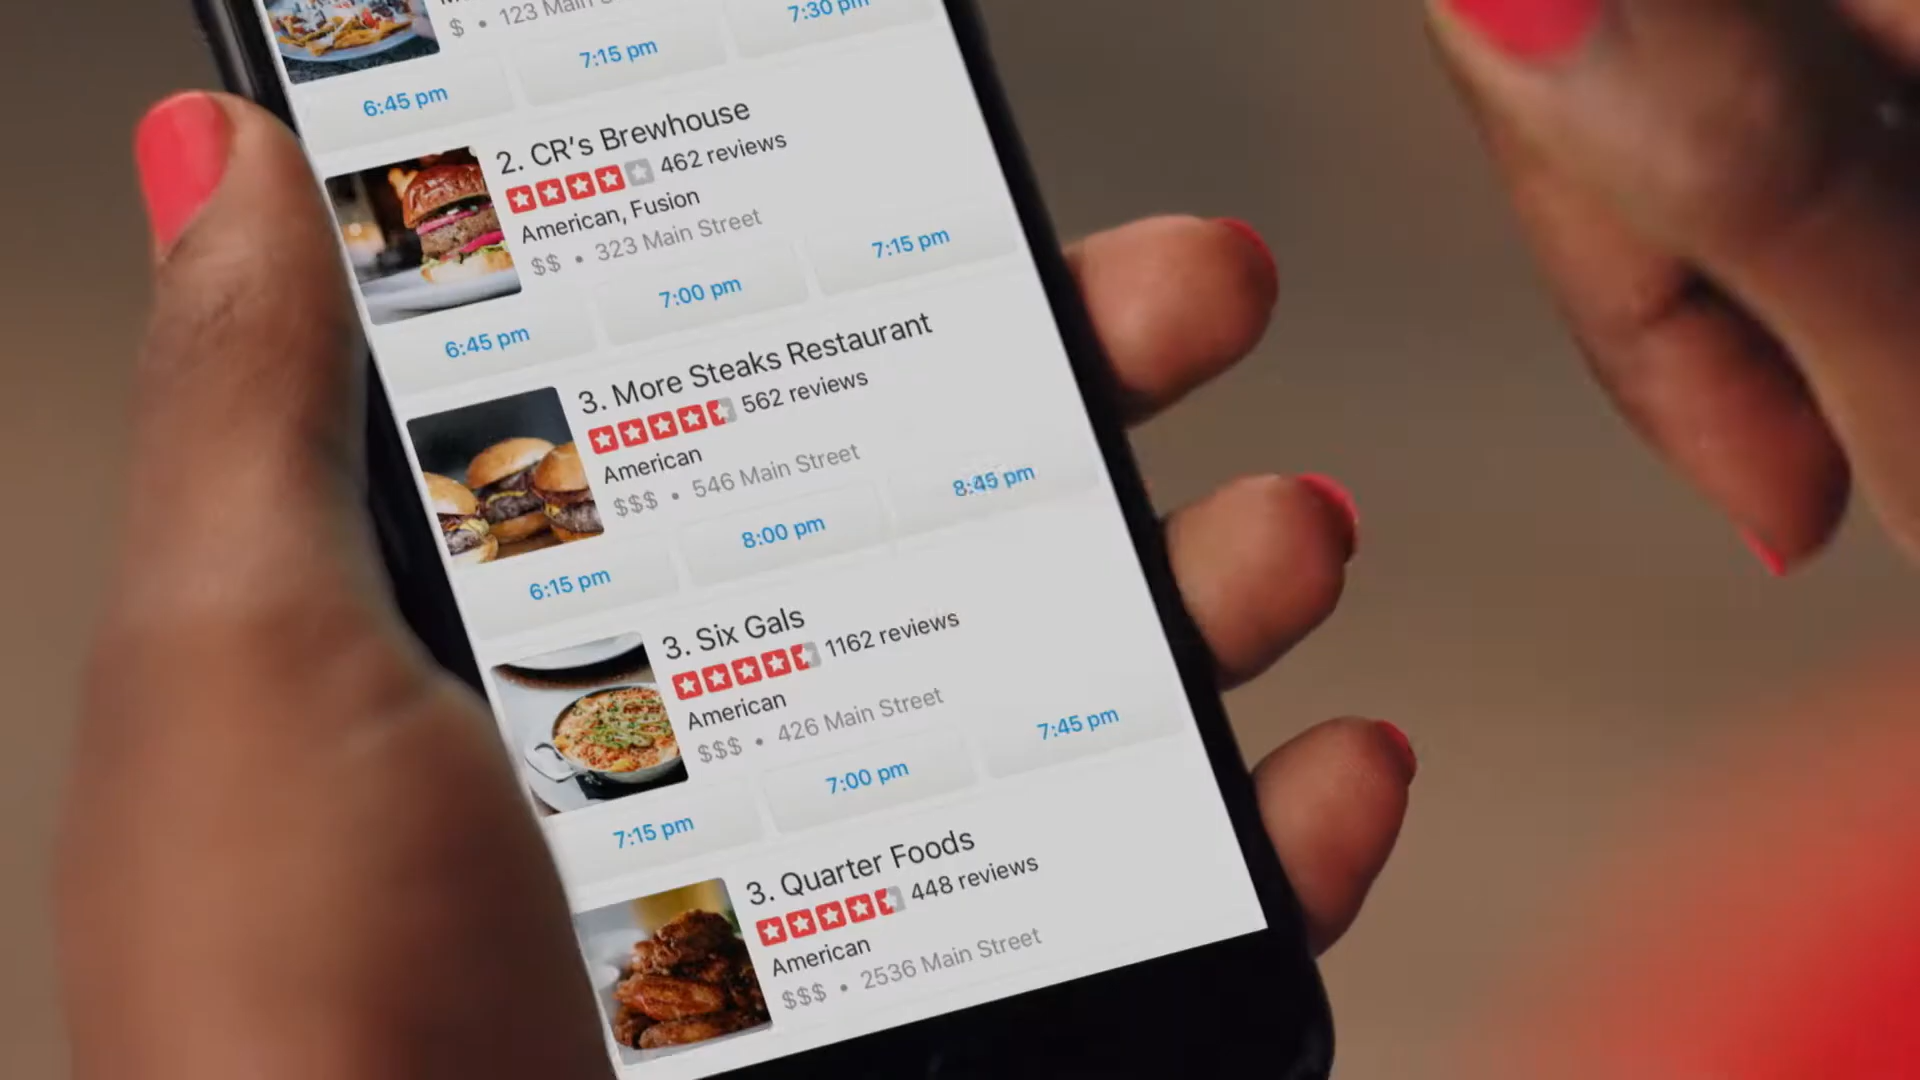 $ • 123 Main
6:45 pm 7:15 pm 7:30 pm
2. CR's Brewhouse
462 reviews
American, Fusion
$$ • 323 Main Street
6:45 pm 7:00 pm 7:15 pm
3. More Steaks Restaurant
562 reviews
American
$$$ • 546 Main Street
6:15 pm 8:00 pm 8:45 pm
3. Six Gals
1162 reviews
American
$$$ • 426 Main Street
7:15 pm 7:00 pm 7:45 pm
3. Quarter Foods
448 reviews
American
$$$ • 2536 Main Street